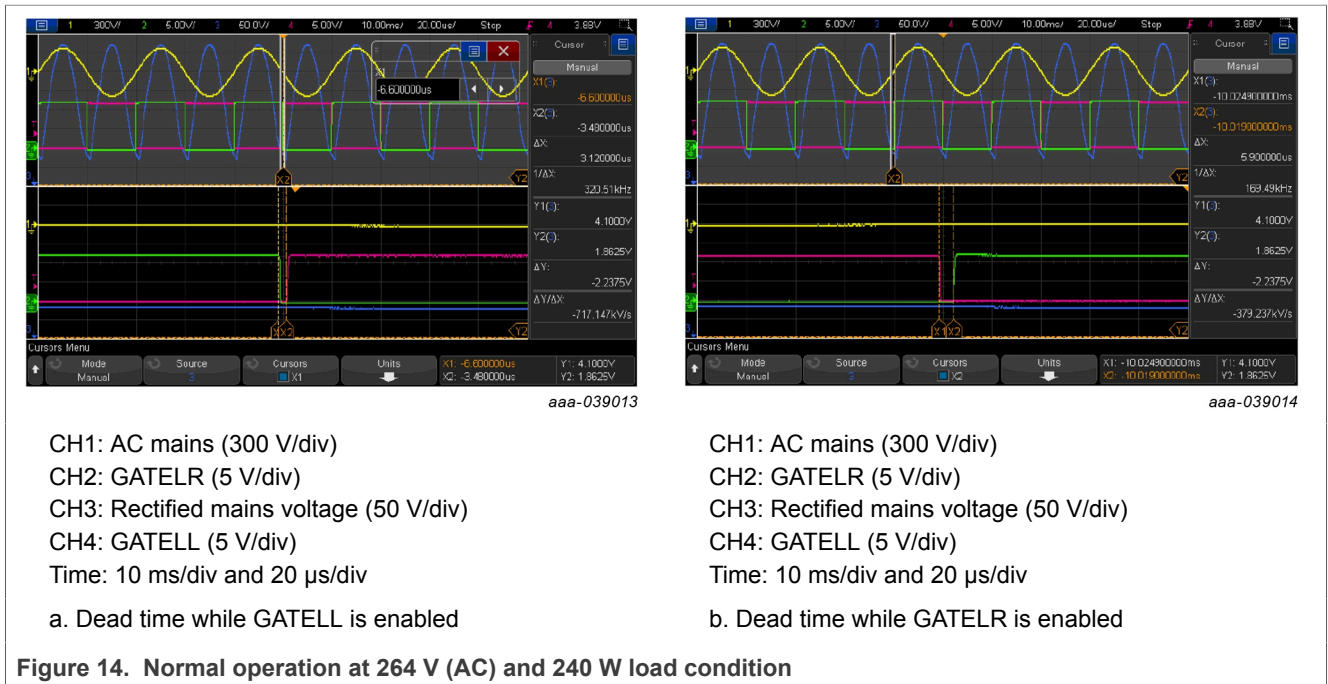 1 300V/ 2 5.00V/ 3 50.0V/ 4 5.00V/ 10.00ms/ 20.00us/ Stop 4 3.88V
Cursor
Manual
X1(3):
-6.600000us
X2(3):
-3.480000us
ΔX:
3.120000us
1/ΔX:
320.51kHz
Y1(3):
4.1000V
Y2(3):
1.8625V
ΔY:
-2.2375V
ΔY/ΔX:
-717.147kV/s
X1
-6.600000us
X2
Y2
X2
Y2
Cursors Menu
Mode
Manual
Source
3
Cursors
X1
Units
X1: -6.600000us
X2: -3.480000us
Y1: 4.1000V
Y2: 1.8625V
aaa-039013
CH1: AC mains (300 V/div)
CH2: GATELR (5 V/div)
CH3: Rectified mains voltage (50 V/div)
CH4: GATELL (5 V/div)
Time: 10 ms/div and 20 μs/div
a. Dead time while GATELL is enabled
1 300V/ 2 5.00V/ 3 50.0V/ 4 5.00V/ 10.00ms/ 20.00us/ Stop 4 3.88V
Cursor
Manual
X1(3):
-10.024900000ms
X2(3):
-10.019000000ms
ΔX:
5.900000us
1/ΔX:
169.49kHz
Y1(3):
4.1000V
Y2(3):
1.8625V
ΔY:
-2.2375V
ΔY/ΔX:
-379.237kV/s
X2
Y2
X1 X2
Y2
Cursors Menu
Mode
Manual
Source
3
Cursors
X2
Units
X1: -10.024900000ms
X2: -10.019000000ms
Y1: 4.1000V
Y2: 1.8625V
aaa-039014
CH1: AC mains (300 V/div)
CH2: GATELR (5 V/div)
CH3: Rectified mains voltage (50 V/div)
CH4: GATELL (5 V/div)
Time: 10 ms/div and 20 μs/div
b. Dead time while GATELR is enabled
Figure 14. Normal operation at 264 V (AC) and 240 W load condition